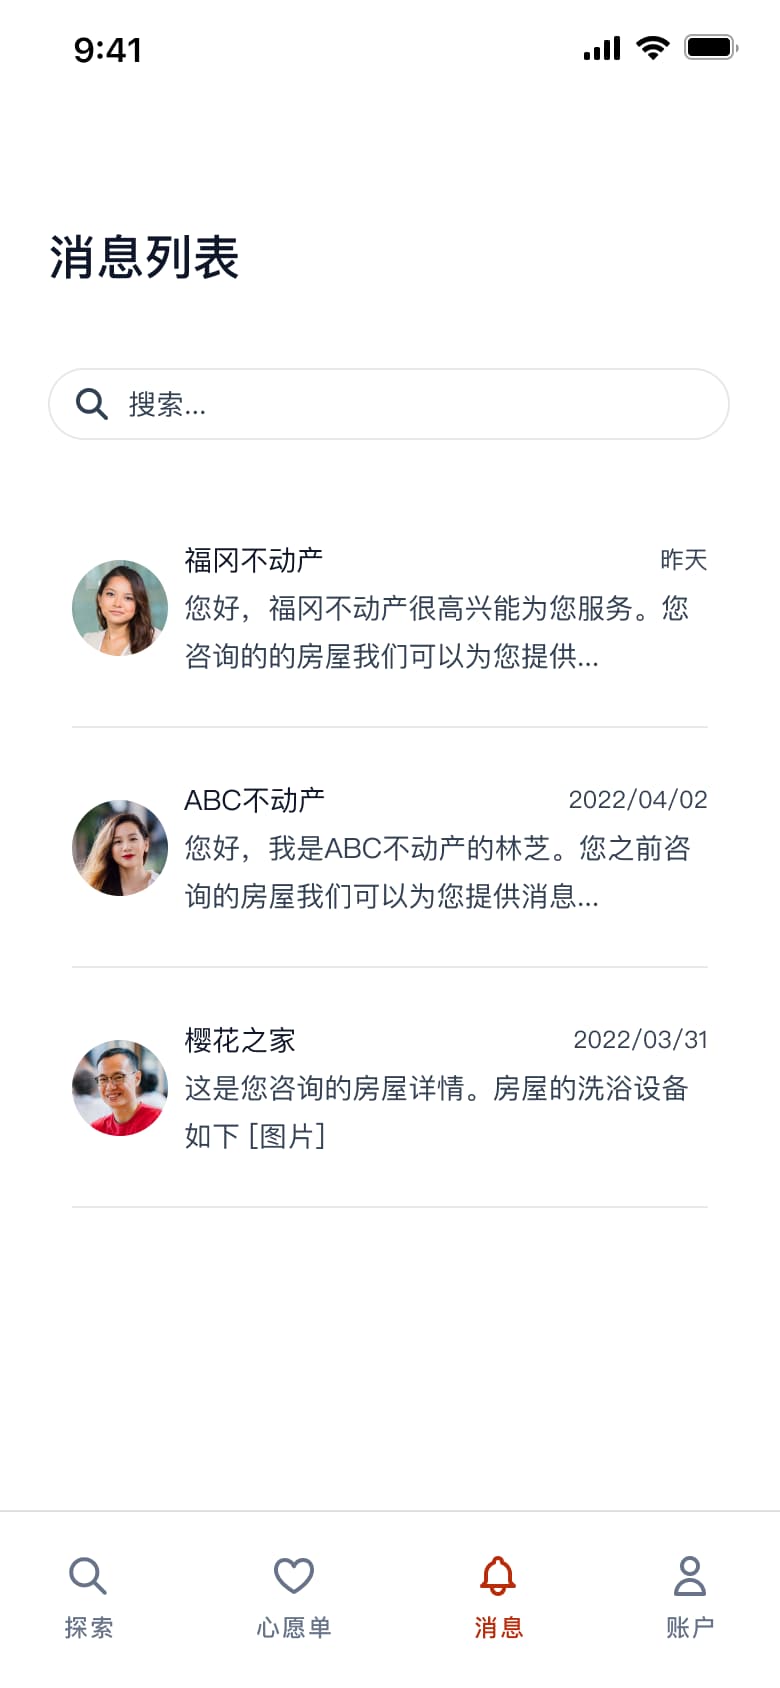 9:41
消息列表
搜索...
福冈不动产
昨天
您好，福冈不动产很高兴能为您服务。您
咨询的的房屋我们可以为您提供...
ABC不动产
2022/04/02
您好，我是ABC不动产的林芝。您之前咨
询的房屋我们可以为您提供消息...
樱花之家
2022/03/31
这是您咨询的房屋详情。房屋的洗浴设备
如下 [图片]
探索
心愿单
消息
账户